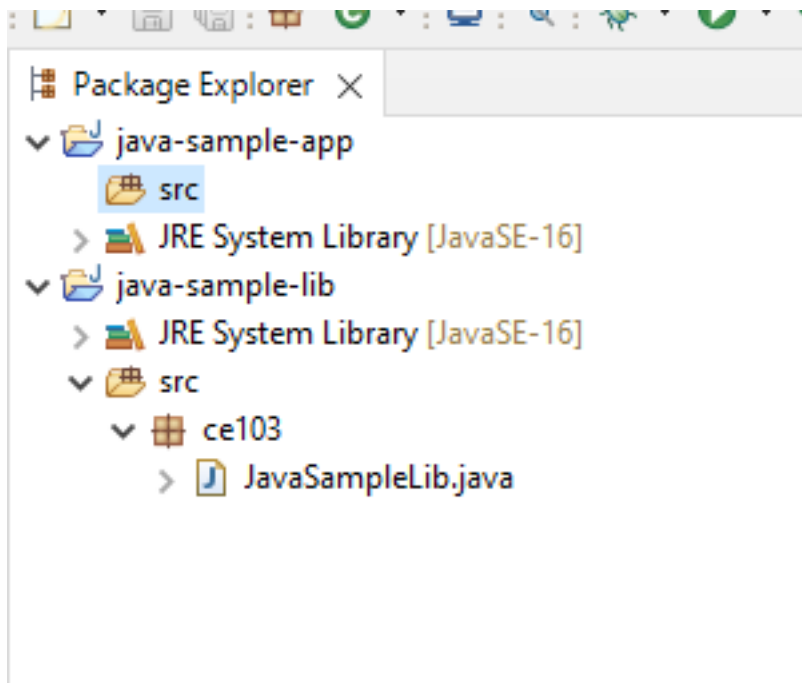 Package Explorer
java-sample-app
src
JRE System Library [JavaSE-16]
java-sample-lib
JRE System Library [JavaSE-16]
src
ce103
JavaSampleLib.java